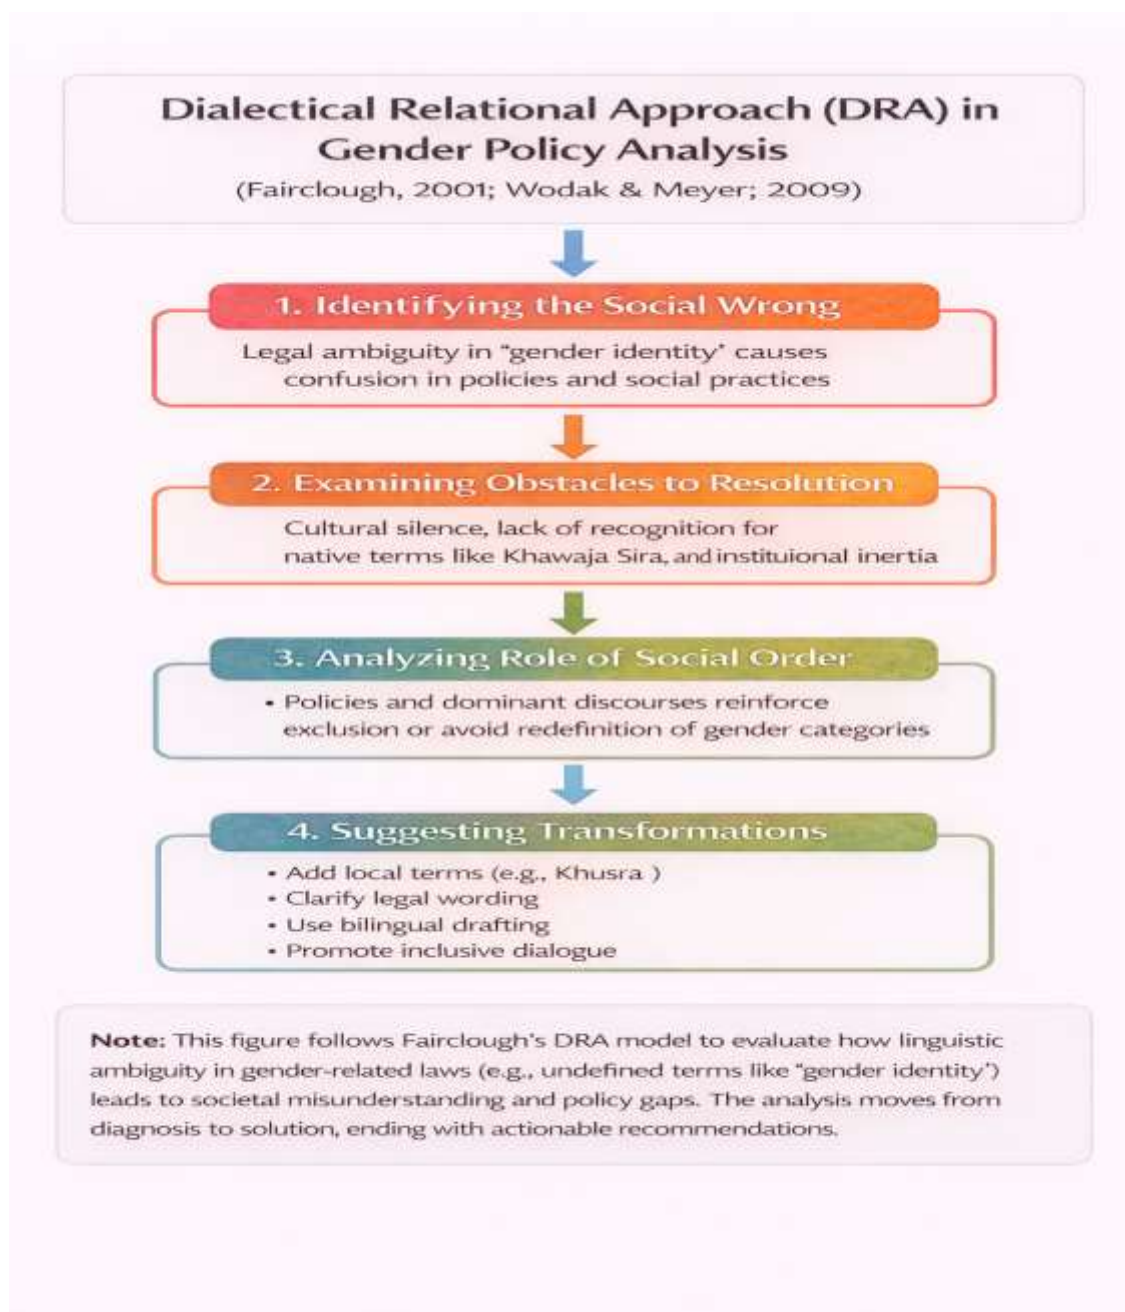 Dialectical Relational Approach (DRA) in
Gender Policy Analysis
(Fairclough, 2001; Wodak & Meyer; 2009)
1. Identifying the Social Wrong
Legal ambiguity in “gender identity’ causes
confusion in policies and social practices
2. Examining Obstacles to Resolution
Cultural silence, lack of recognition for
native terms like Khawaja Sira, and instituional inertia
3. Analyzing Role of Social Order
• Policies and dominant discourses reinforce
exclusion or avoid redefinition of gender categories
4. Suggesting Transformations
• Add local terms (e.g., Khusra )
• Clarify legal wording
• Use bilingual drafting
• Promote inclusive dialogue
Note: This figure follows Fairclough's DRA model to evaluate how linguistic
ambiguity in gender-related laws (e.g., undefined terms like “gender identity’)
leads to societal misunderstanding and policy gaps. The analysis moves from
diagnosis to solution, ending with actionable recommendations.